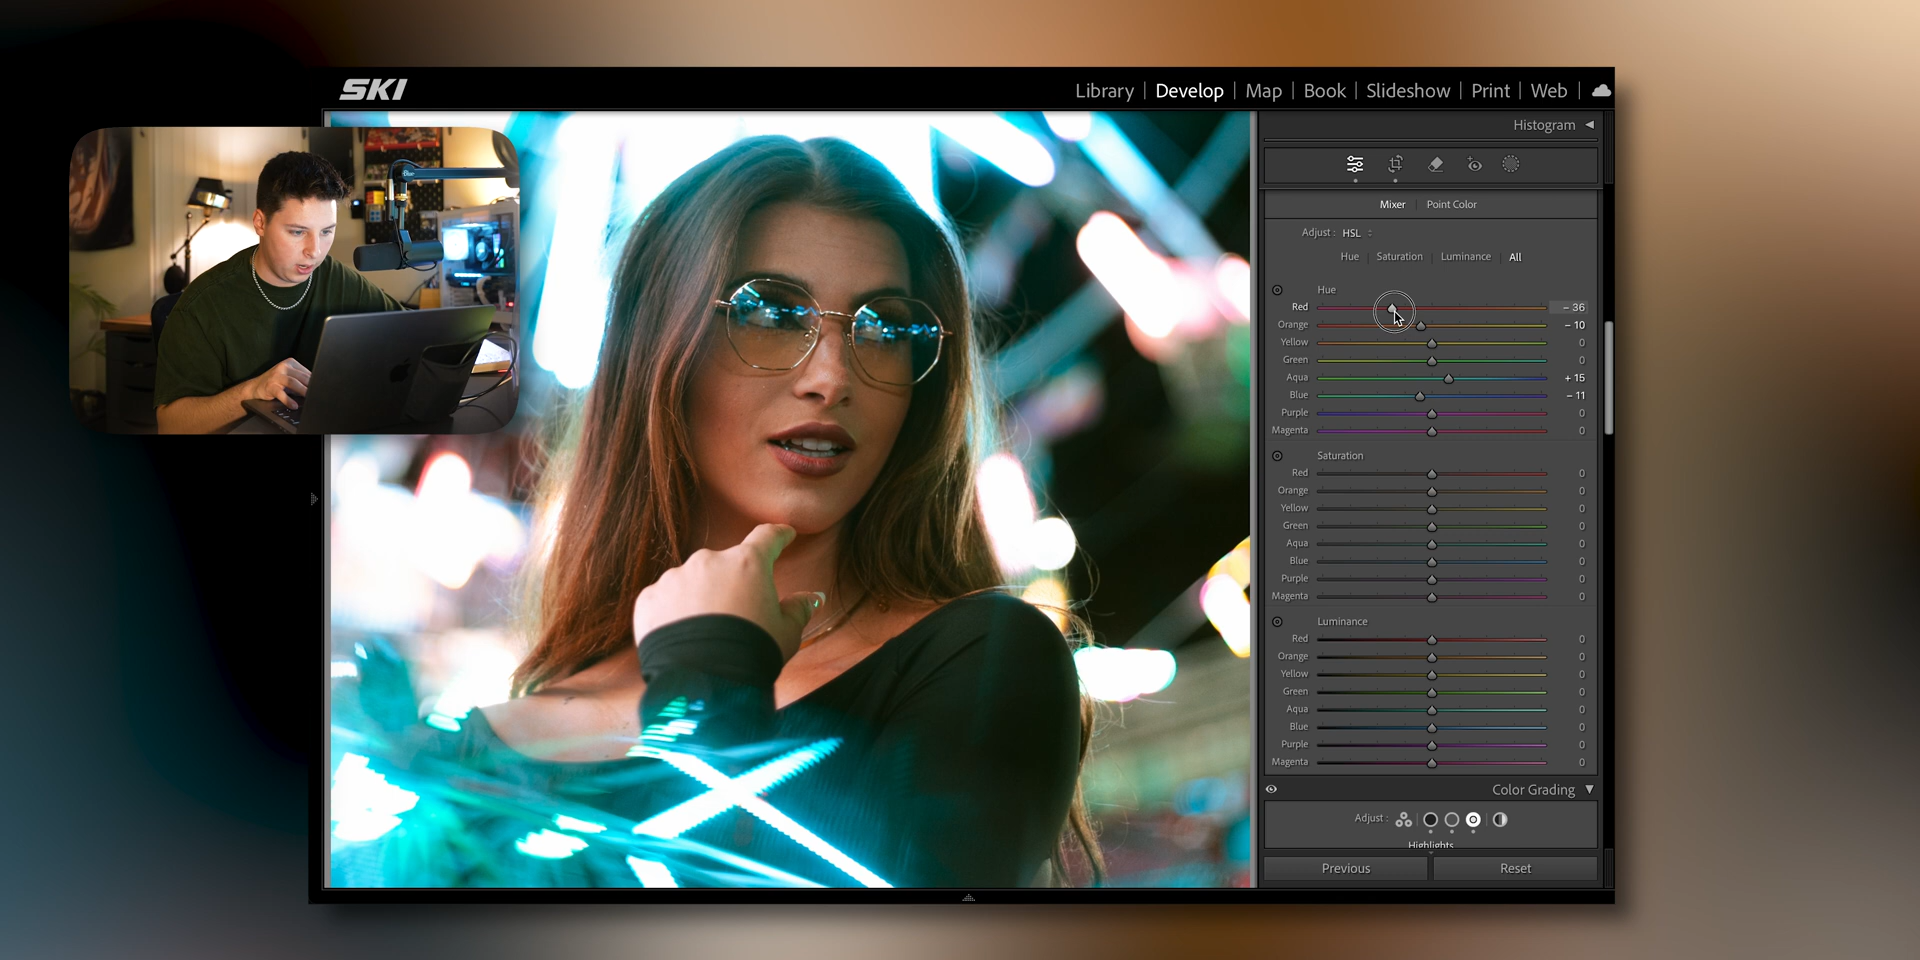 SKI
Library | Develop | Map | Book | Slideshow | Print | Web
Histogram
Mixer | Point Color
Adjust : HSL
Hue | Saturation | Luminance | All
Hue
Red − 36
Orange − 10
Yellow 0
Green 0
Aqua + 15
Blue − 11
Purple 0
Magenta 0
Saturation
Red 0
Orange 0
Yellow 0
Green 0
Aqua 0
Blue 0
Purple 0
Magenta 0
Luminance
Red 0
Orange 0
Yellow 0
Green 0
Aqua 0
Blue 0
Purple 0
Magenta 0
Color Grading
Adjust :
Highlights
Previous
Reset